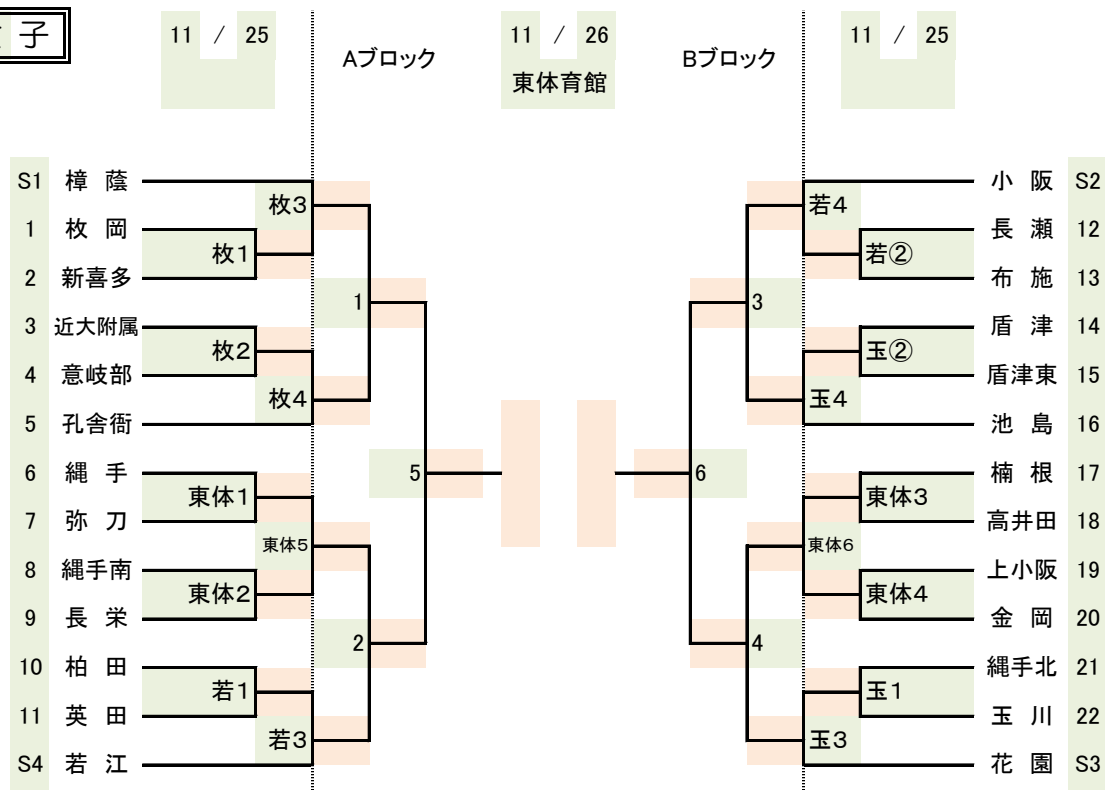 子
11 / 25
Aブロック
11 / 26
東体育館
Bブロック
11 / 25
S1 樟 蔭
1 枚 岡
2 新喜多
3 近大附属
4 意岐部
5 孔舎衙
6 縄 手
7 弥 刀
8 縄手南
9 長 栄
10 柏 田
11 英 田
S4 若 江
枚1
枚2
東体1
東体2
若1
枚3
枚4
東体5
若3
1
2
5
6
3
4
若4
玉4
東体6
玉3
若②
玉②
東体3
東体4
玉1
小 阪 S2
長 瀬 12
布 施 13
盾 津 14
盾津東 15
池 島 16
楠 根 17
高井田 18
上小阪 19
金 岡 20
縄手北 21
玉 川 22
花 園 S3